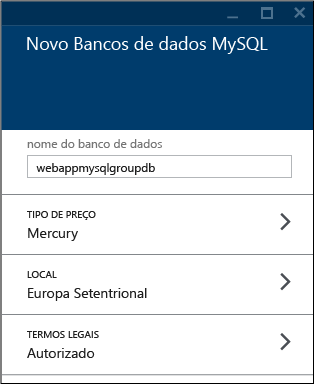 Novo Bancos de dados MySQL
nome do banco de dados
webappmysqlgroupdb
TIPO DE PREÇO
Mercury
LOCAL
Europa Setentrional
TERMOS LEGAIS
Autorizado